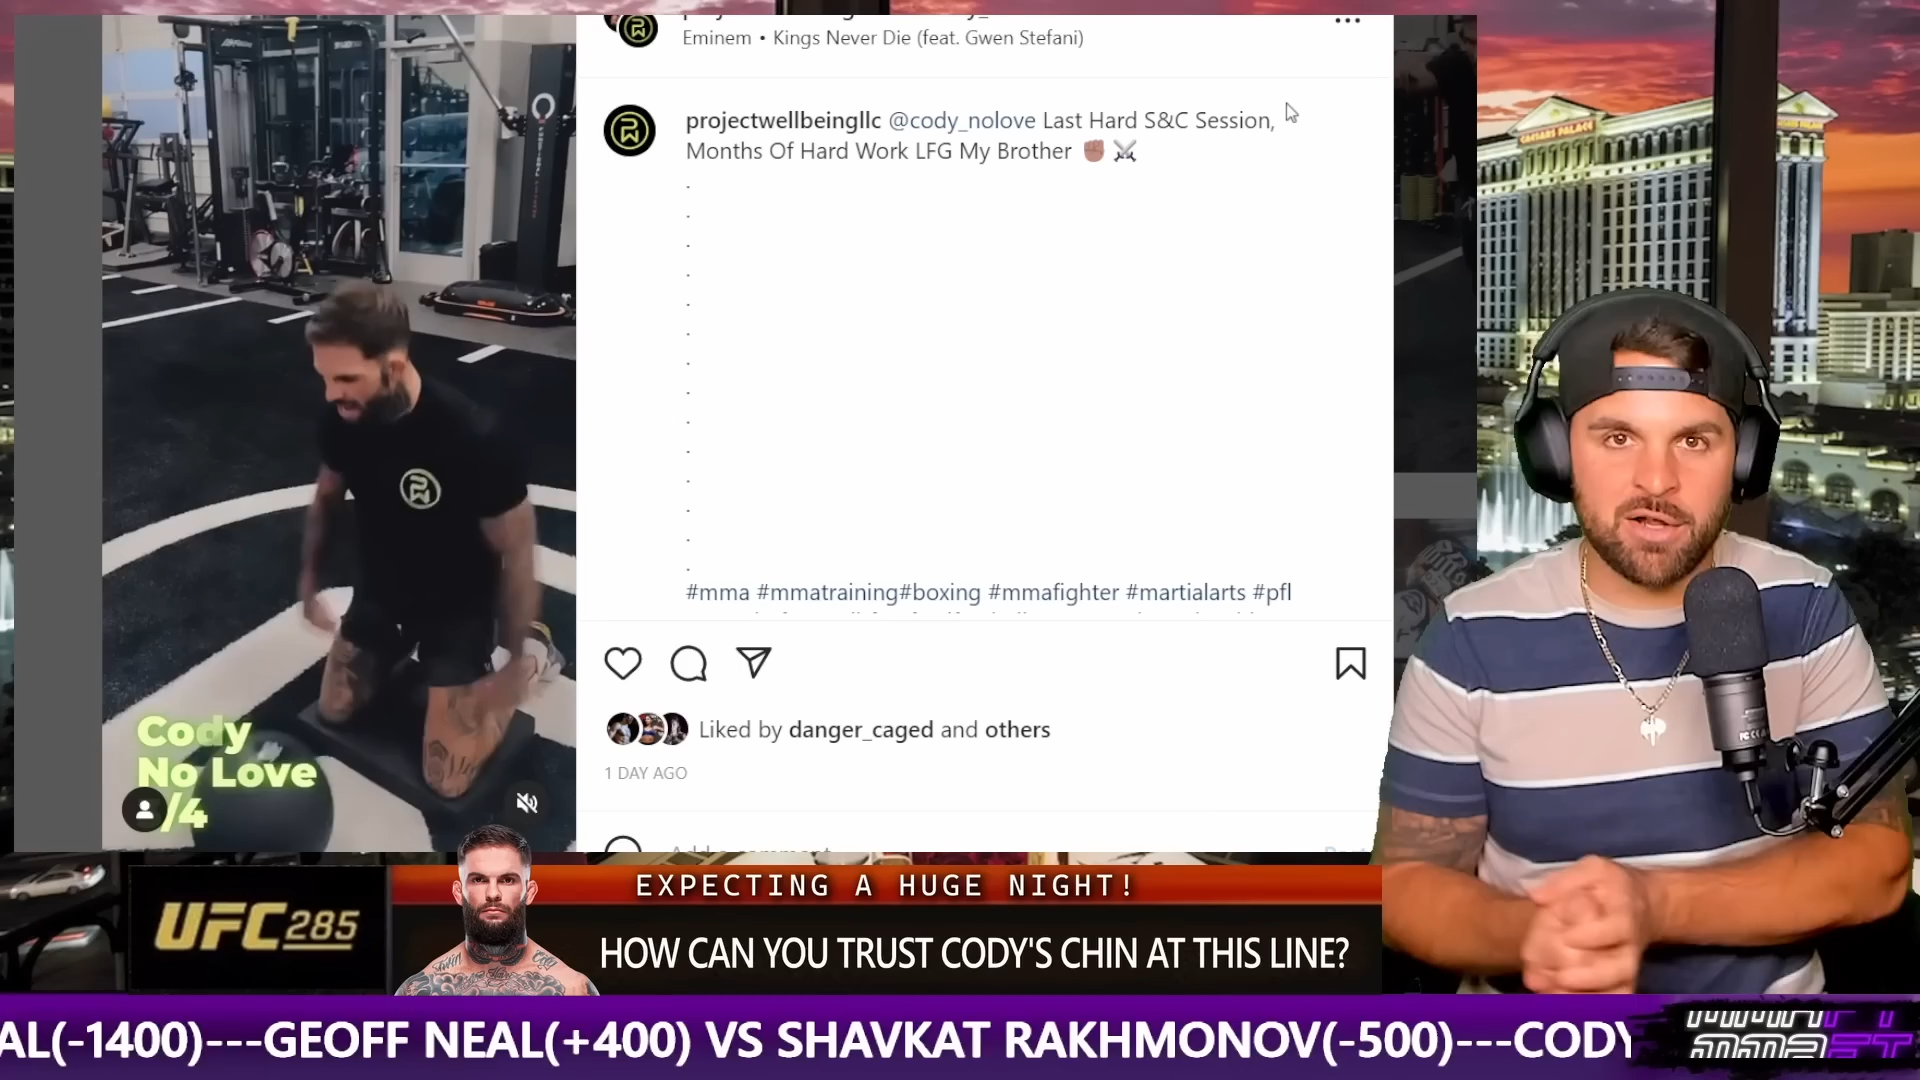 Eminem • Kings Never Die (feat. Gwen Stefani)
projectwellbeingllc @cody_nolove Last Hard S&C Session,
Months Of Hard Work LFG My Brother ✊🏽 ⚔
.
.
.
.
.
.
.
.
.
.
.
.
.
.
#mma #mmatraining#boxing #mmafighter #martialarts #pfl
Liked by danger_caged and others
1 DAY AGO
Cody
No Love
/4
CAESARS PALACE
EXPECTING A HUGE NIGHT!
UFC 285
HOW CAN YOU TRUST CODY'S CHIN AT THIS LINE?
AL(-1400)---GEOFF NEAL(+400) VS SHAVKAT RAKHMONOV(-500)---CODY